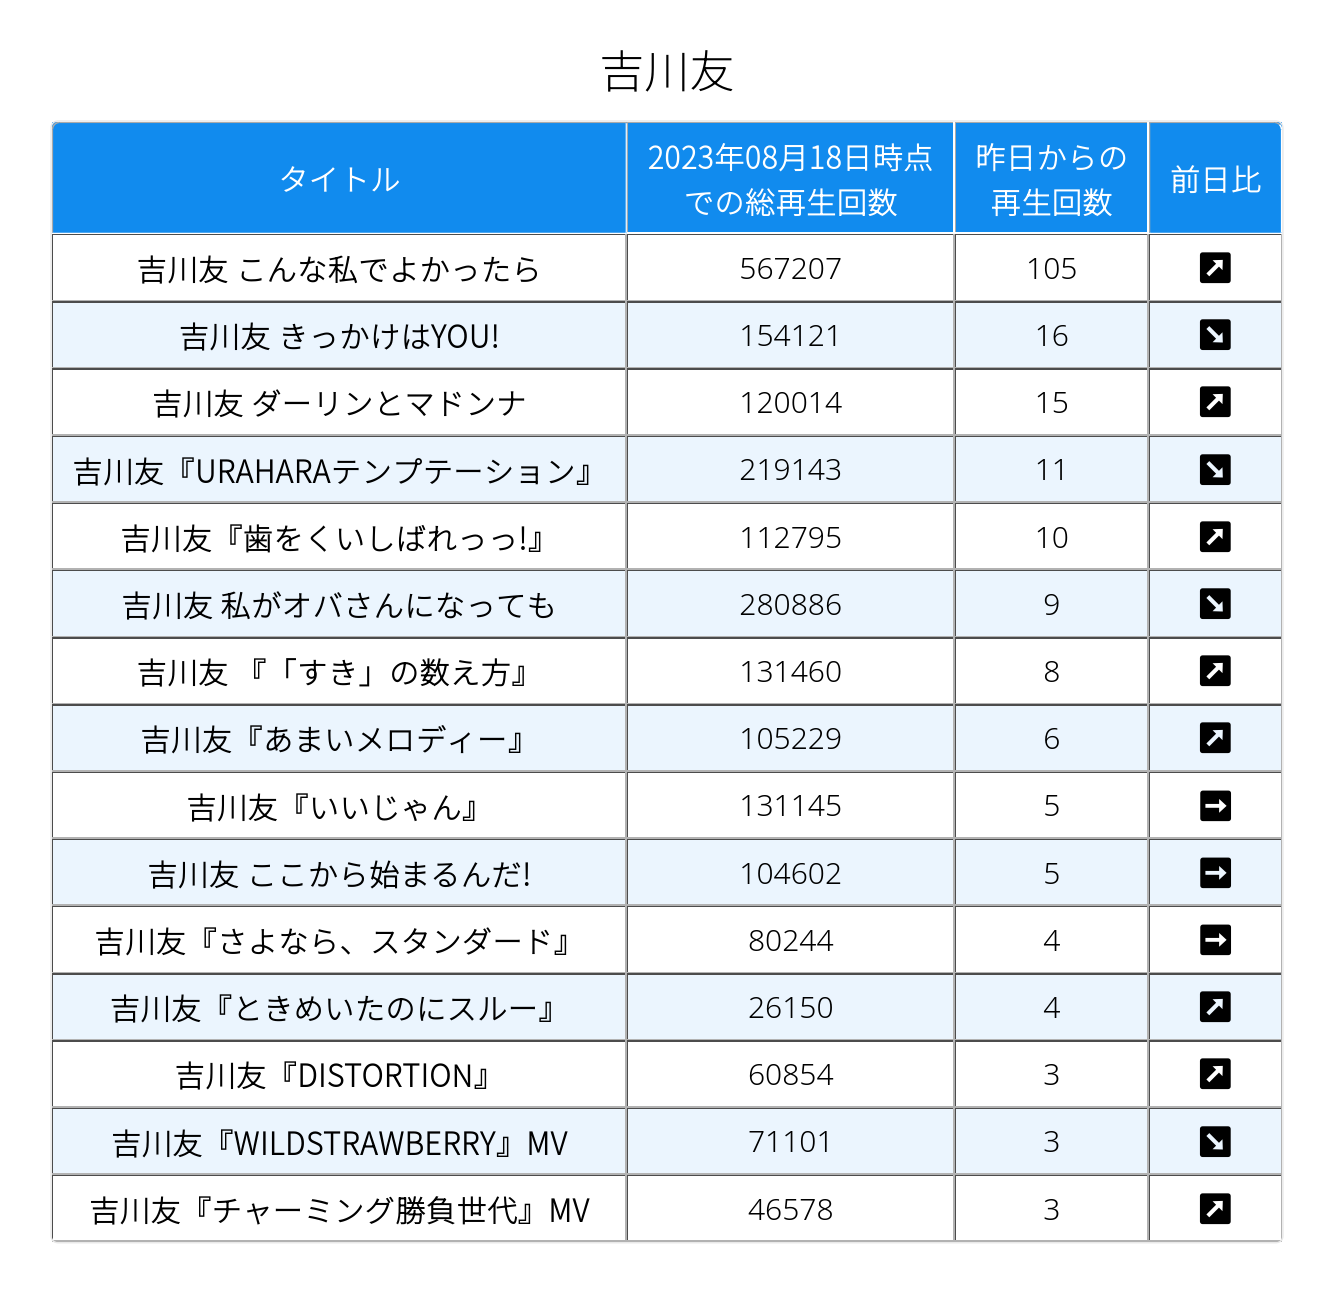 吉川友
タイトル 2023年08月18日時点での総再生回数 昨日からの再生回数 前日比
吉川友 こんな私でよかったら 567207 105 ↗
吉川友 きっかけはYOU! 154121 16 ↘
吉川友 ダーリンとマドンナ 120014 15 ↗
吉川友『URAHARAテンプテーション』 219143 11 ↘
吉川友『歯をくいしばれっっ!』 112795 10 ↗
吉川友 私がオバさんになっても 280886 9 ↘
吉川友 『「すき」の数え方』 131460 8 ↗
吉川友『あまいメロディー』 105229 6 ↗
吉川友『いいじゃん』 131145 5 →
吉川友 ここから始まるんだ! 104602 5 →
吉川友『さよなら、スタンダード』 80244 4 →
吉川友『ときめいたのにスルー』 26150 4 ↗
吉川友『DISTORTION』 60854 3 ↗
吉川友『WILDSTRAWBERRY』MV 71101 3 ↘
吉川友『チャーミング勝負世代』MV 46578 3 ↗